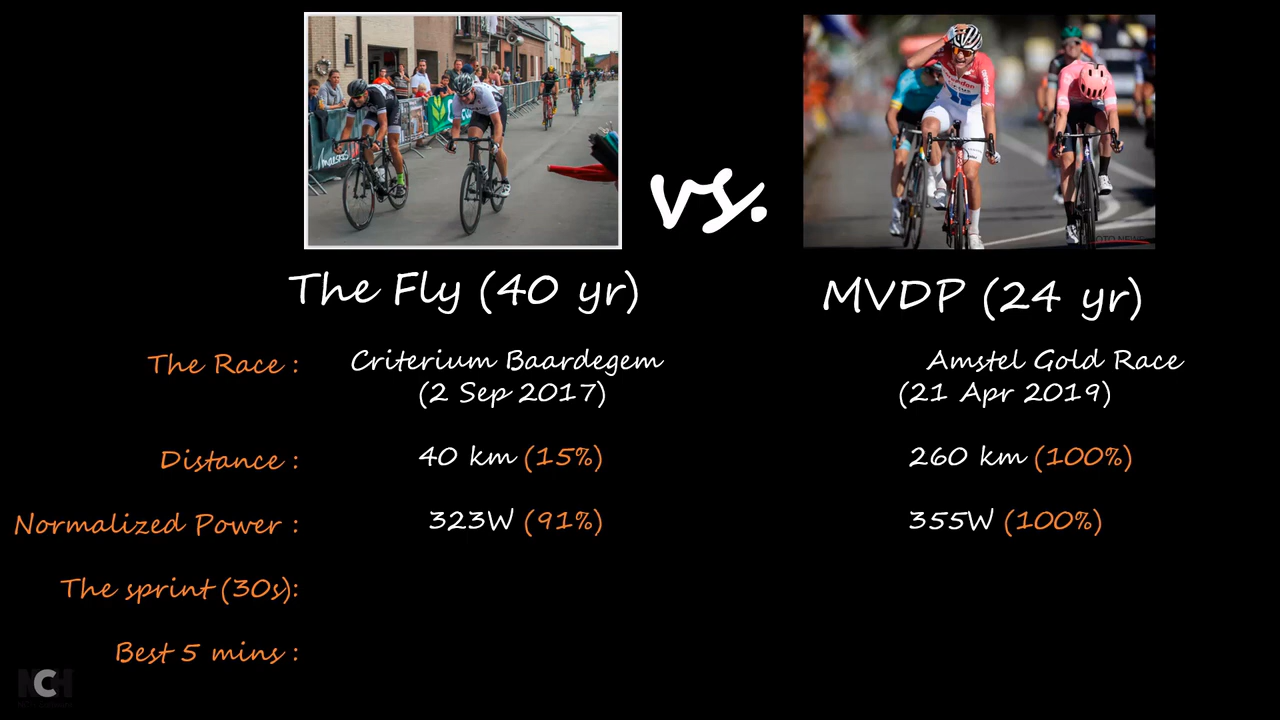 vs.
The Fly (40 yr)
MVDP (24 yr)
The Race :
Criterium Baardegem
(2 Sep 2017)
Amstel Gold Race
(21 Apr 2019)
Distance :
40 km (15%)
260 km (100%)
Normalized Power :
323W (91%)
355W (100%)
The sprint (30s):
Best 5 mins :
NCH